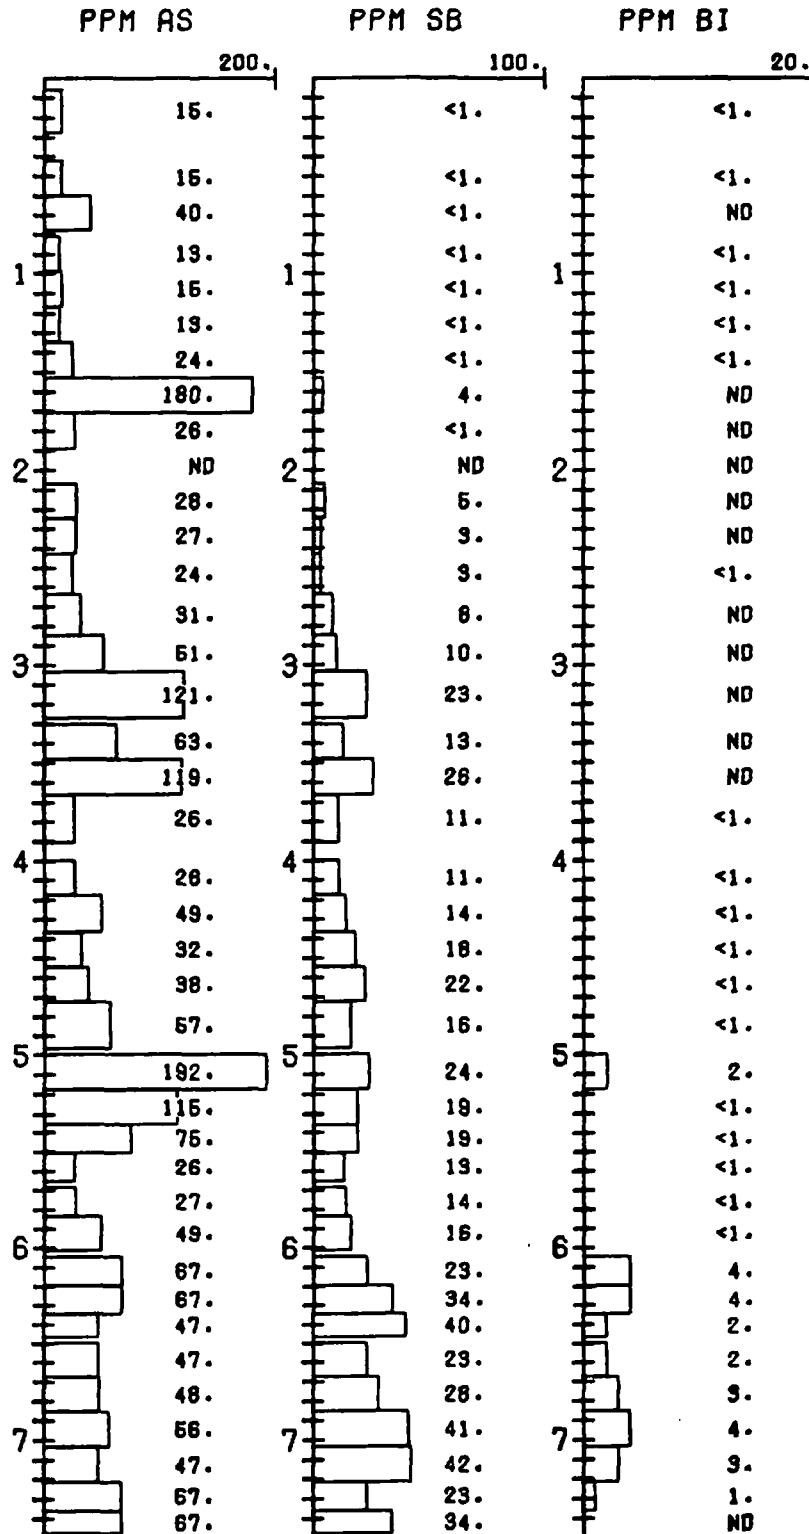 PPM AS PPM SB PPM BI
200. 100. 20.
15. <1. <1.
15. <1. <1.
40. <1. ND
13. <1. <1.
1 1 1
15. <1. <1.
13. <1. <1.
24. <1. <1.
180. 4. ND
26. <1. ND
2 ND 2 ND 2 ND
28. 5. ND
27. 3. ND
24. 3. <1.
31. 8. ND
51. 10. ND
3 3 3
121. 23. ND
63. 13. ND
119. 26. ND
26. 11. <1.
4 4 4
26. 11. <1.
49. 14. <1.
32. 18. <1.
38. 22. <1.
57. 16. <1.
5 5 5
192. 24. 2.
115. 19. <1.
75. 19. <1.
26. 13. <1.
27. 14. <1.
49. 16. <1.
6 6 6
67. 23. 4.
67. 34. 4.
47. 40. 2.
47. 23. 2.
48. 28. 3.
56. 41. 4.
7 7 7
47. 42. 3.
67. 23. 1.
67. 34. ND